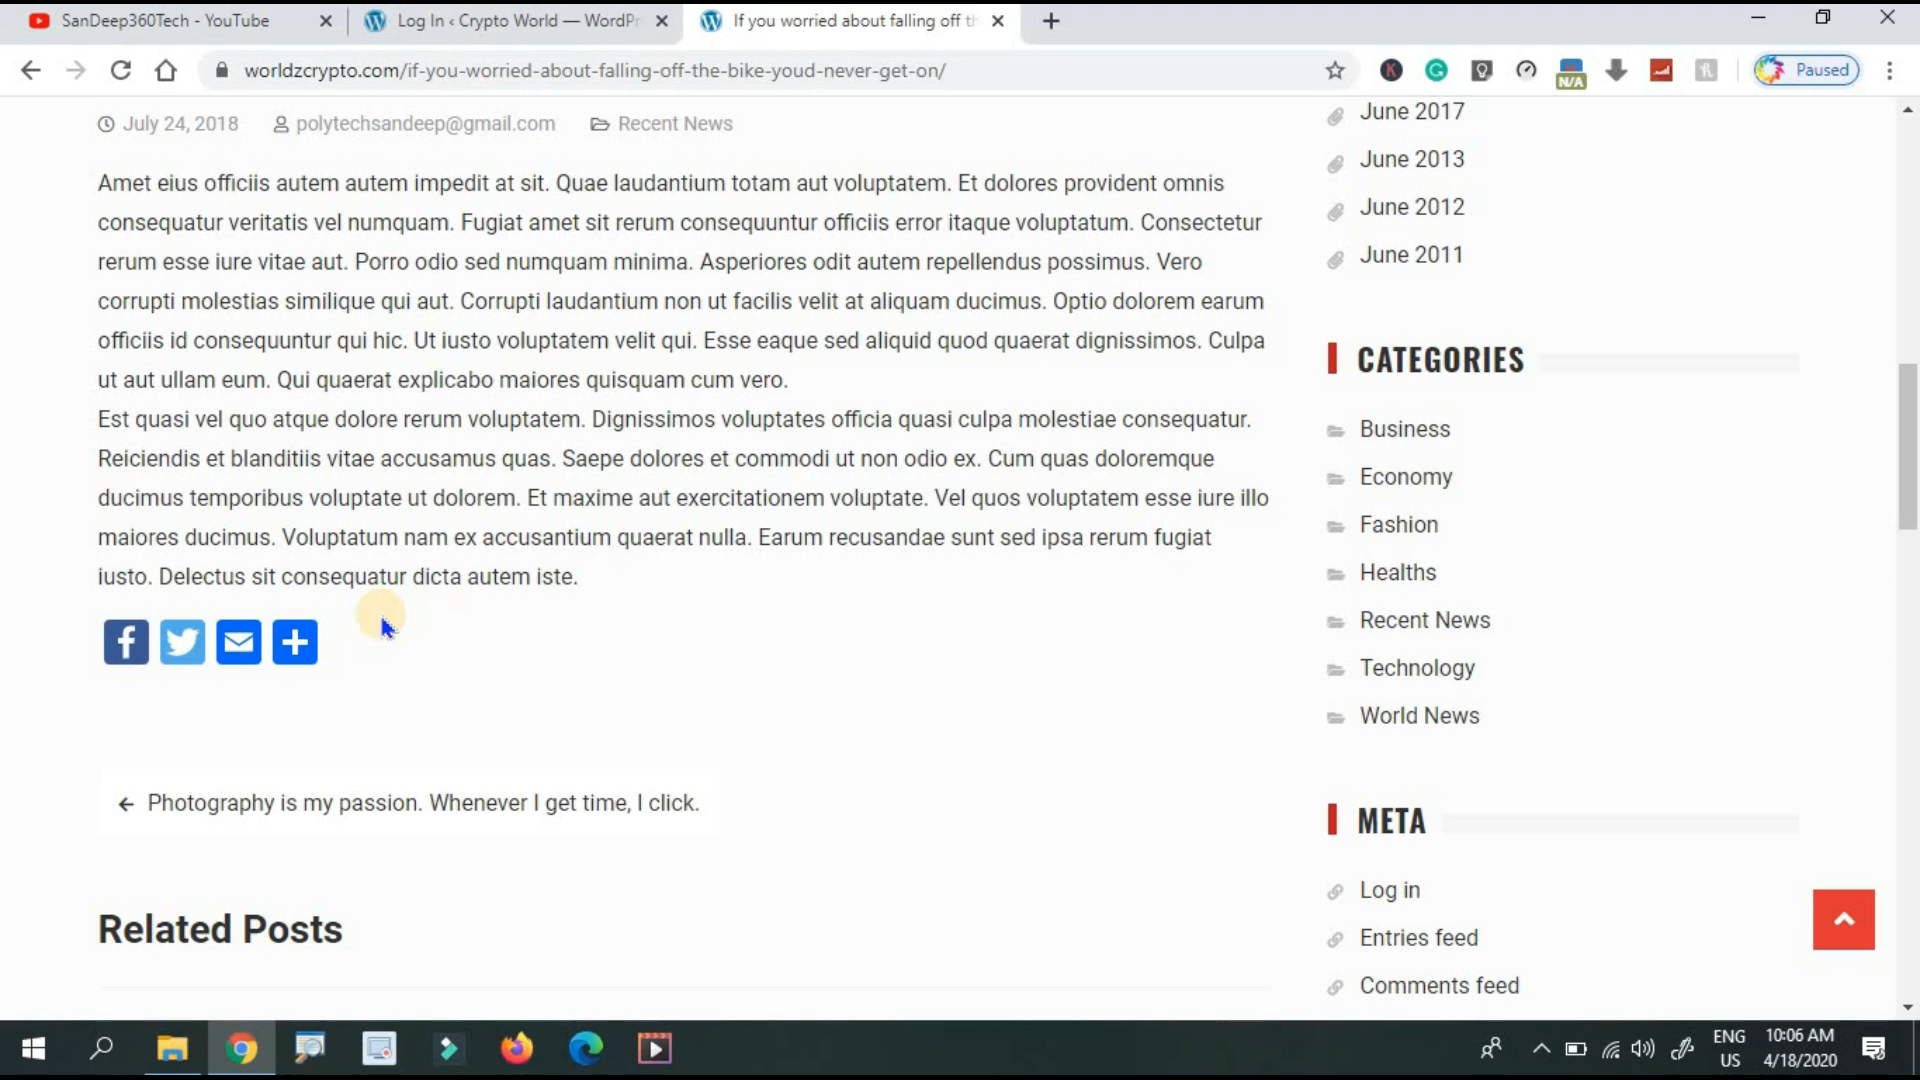 SanDeep360Tech - YouTube
Log In ‹ Crypto World — WordPr
If you worried about falling off th
worldzcrypto.com/if-you-worried-about-falling-off-the-bike-youd-never-get-on/
N/A
Paused
July 24, 2018
polytechsandeep@gmail.com
Recent News
Amet eius officiis autem autem impedit at sit. Quae laudantium totam aut voluptatem. Et dolores provident omnis
consequatur veritatis vel numquam. Fugiat amet sit rerum consequuntur officiis error itaque voluptatum. Consectetur
rerum esse iure vitae aut. Porro odio sed numquam minima. Asperiores odit autem repellendus possimus. Vero
corrupti molestias similique qui aut. Corrupti laudantium non ut facilis velit at aliquam ducimus. Optio dolorem earum
officiis id consequuntur qui hic. Ut iusto voluptatem velit qui. Esse eaque sed aliquid quod quaerat dignissimos. Culpa
ut aut ullam eum. Qui quaerat explicabo maiores quisquam cum vero.
Est quasi vel quo atque dolore rerum voluptatem. Dignissimos voluptates officia quasi culpa molestiae consequatur.
Reiciendis et blanditiis vitae accusamus quas. Saepe dolores et commodi ut non odio ex. Cum quas doloremque
ducimus temporibus voluptate ut dolorem. Et maxime aut exercitationem voluptate. Vel quos voluptatem esse iure illo
maiores ducimus. Voluptatum nam ex accusantium quaerat nulla. Earum recusandae sunt sed ipsa rerum fugiat
iusto. Delectus sit consequatur dicta autem iste.
← Photography is my passion. Whenever I get time, I click.
Related Posts
June 2017
June 2013
June 2012
June 2011
CATEGORIES
Business
Economy
Fashion
Healths
Recent News
Technology
World News
META
Log in
Entries feed
Comments feed
ENG
US
10:06 AM
4/18/2020